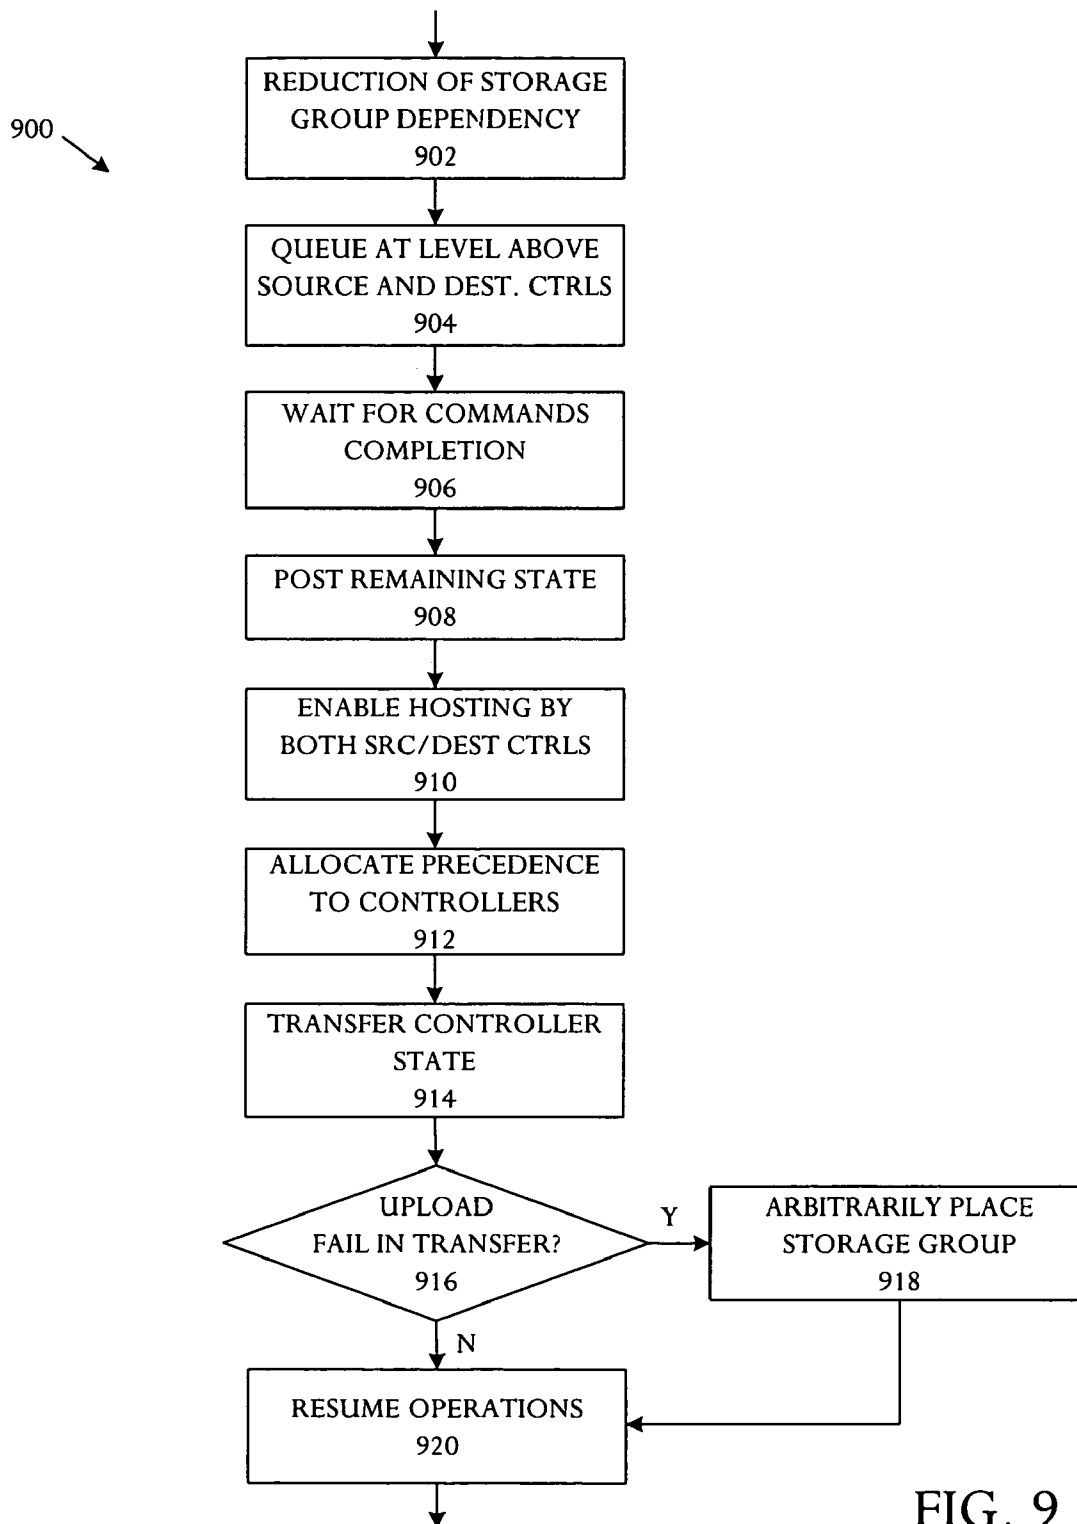 REDUCTION OF STORAGE
GROUP DEPENDENCY
902
900
QUEUE AT LEVEL ABOVE
SOURCE AND DEST. CTRLS
904
WAIT FOR COMMANDS
COMPLETION
906
POST REMAINING STATE
908
ENABLE HOSTING BY
BOTH SRC/DEST CTRLS
910
ALLOCATE PRECEDENCE
TO CONTROLLERS
912
TRANSFER CONTROLLER
STATE
914
UPLOAD
FAIL IN TRANSFER?
916
Y
ARBITRARILY PLACE
STORAGE GROUP
918
N
RESUME OPERATIONS
920
FIG. 9